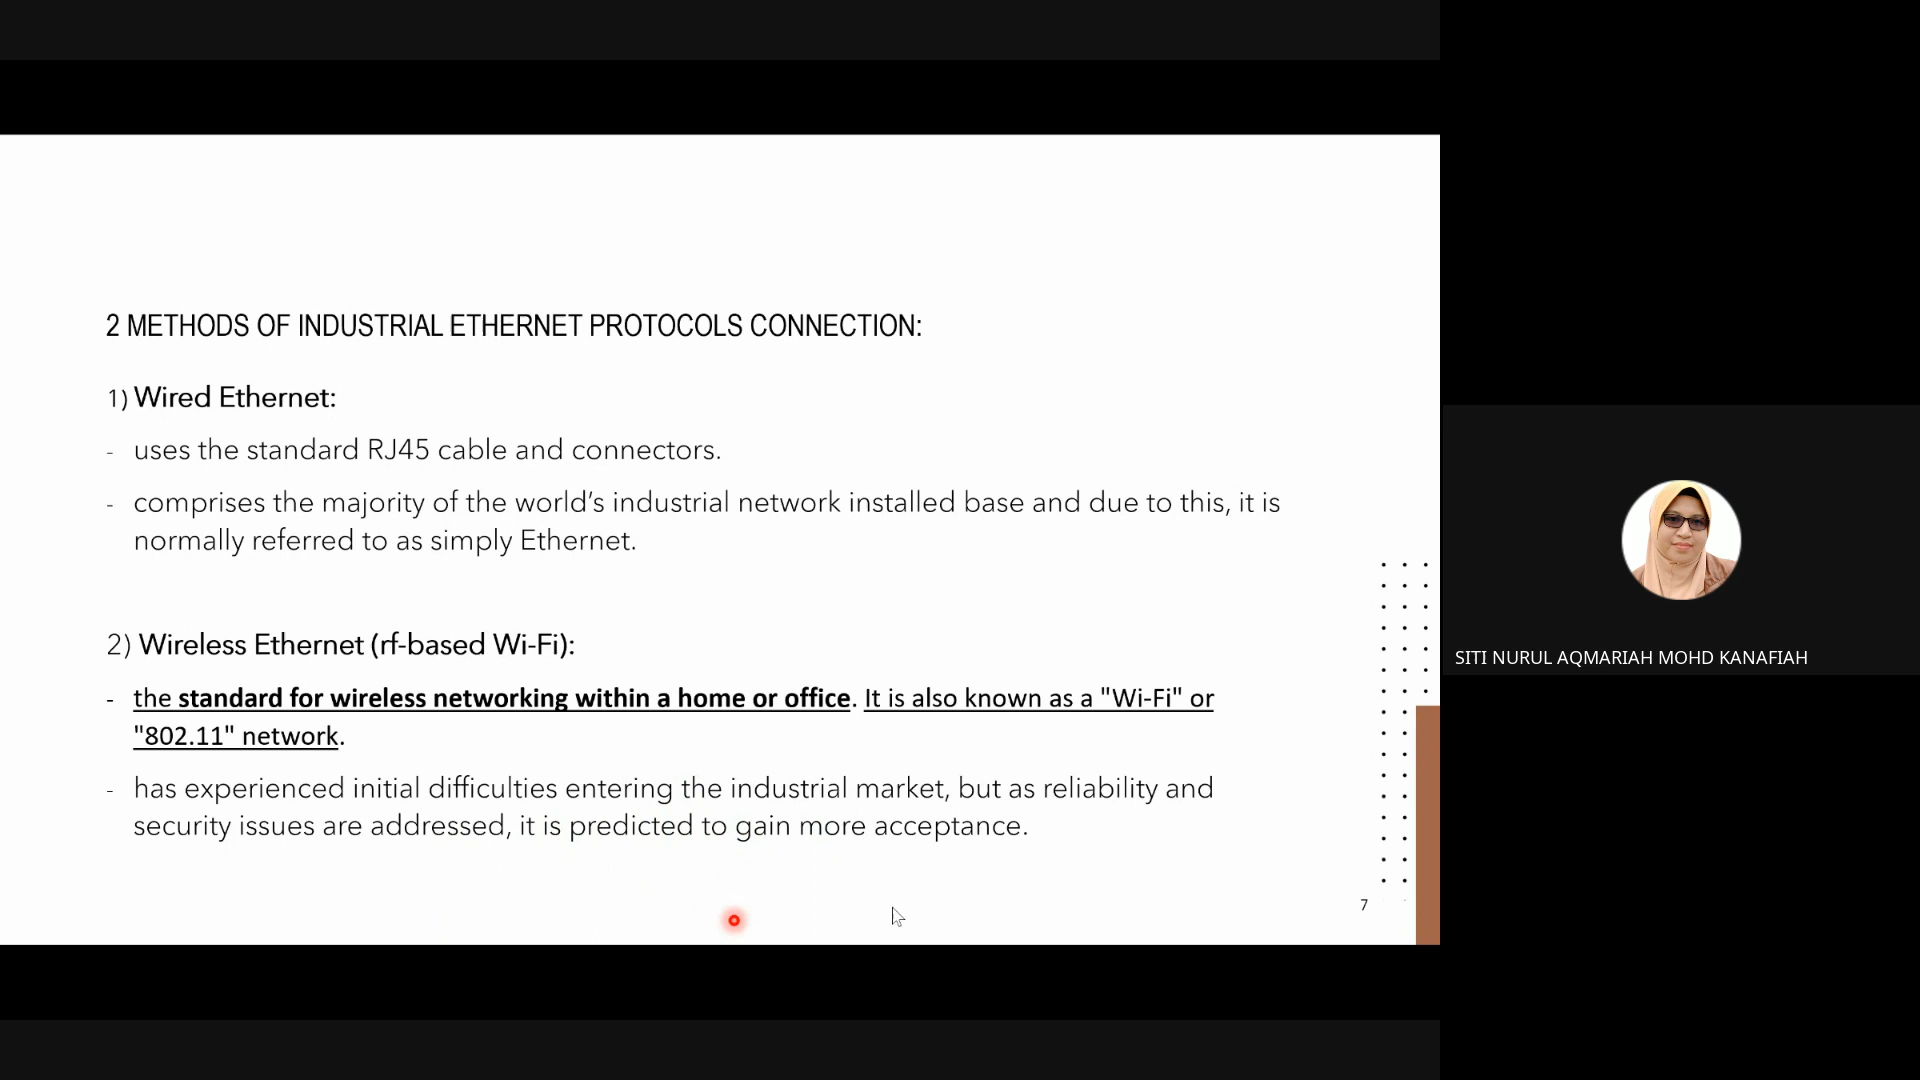 2 METHODS OF INDUSTRIAL ETHERNET PROTOCOLS CONNECTION:
1) Wired Ethernet:
- uses the standard RJ45 cable and connectors.
- comprises the majority of the world’s industrial network installed base and due to this, it is
normally referred to as simply Ethernet.
2) Wireless Ethernet (rf-based Wi-Fi):
- the standard for wireless networking within a home or office. It is also known as a "Wi-Fi" or
"802.11" network.
- has experienced initial difficulties entering the industrial market, but as reliability and
security issues are addressed, it is predicted to gain more acceptance.
7
SITI NURUL AQMARIAH MOHD KANAFIAH